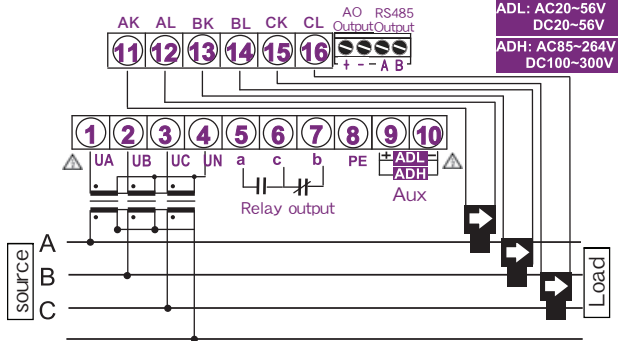 AK AL BK BL CK CL
AO Output RS485 Output
ADL: AC20~56V
DC20~56V
ADH: AC85~264V
DC100~300V
11 12 13 14 15 16
+ - - A B
1 2 3 4 5 6 7 8 9 10
UA UB UC UN a c b PE + ADL -
ADH
Aux
Relay output
source
A
B
C
Load